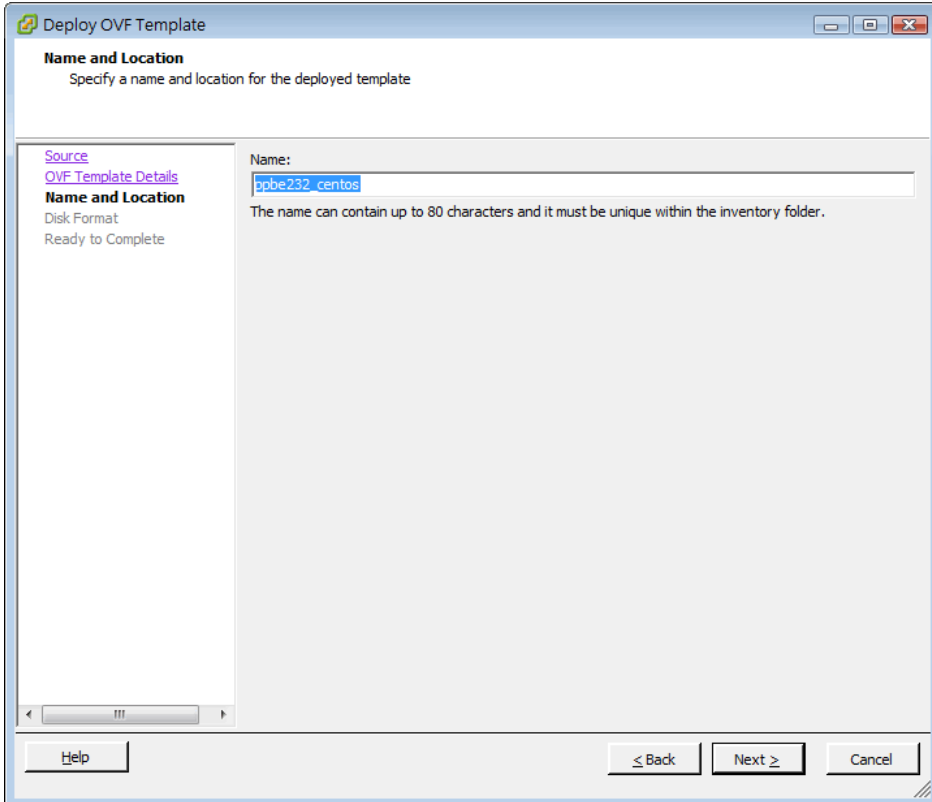 Deploy OVF Template
Name and Location
Specify a name and location for the deployed template
Source
OVF Template Details
Name and Location
Disk Format
Ready to Complete
Name:
ppbe232_centos
The name can contain up to 80 characters and it must be unique within the inventory folder.
Help
< Back
Next >
Cancel